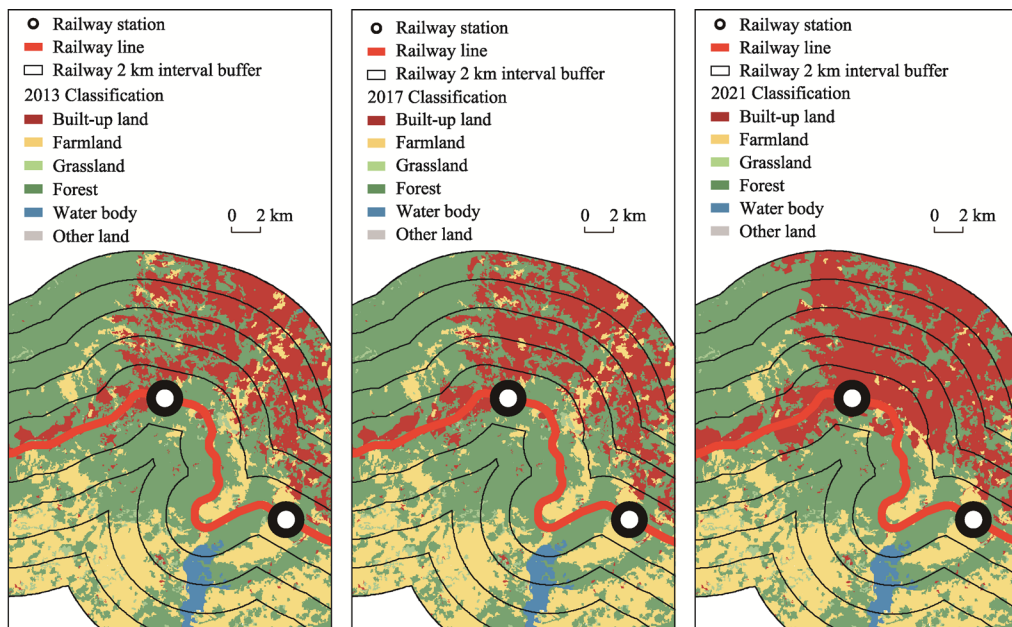 Railway station
Railway line
Railway 2 km interval buffer
2013 Classification
Built-up land
Farmland
Grassland
Forest
Water body
Other land
0 2 km
Railway station
Railway line
Railway 2 km interval buffer
2017 Classification
Built-up land
Farmland
Grassland
Forest
Water body
Other land
0 2 km
Railway station
Railway line
Railway 2 km interval buffer
2021 Classification
Built-up land
Farmland
Grassland
Forest
Water body
Other land
0 2 km